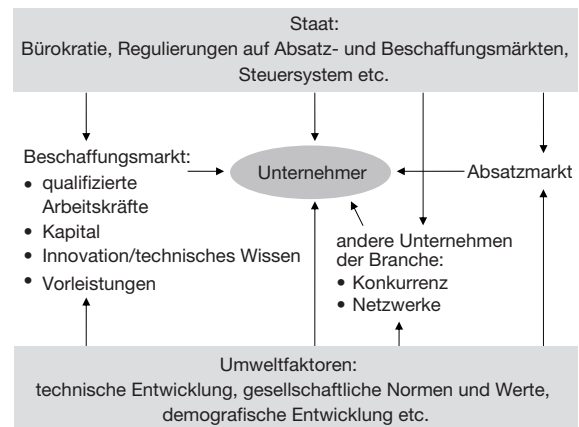 Staat:
Bürokratie, Regulierungen auf Absatz- und Beschaffungsmärkten,
Steuersystem etc.
Beschaffungsmarkt:
• qualifizierte
Arbeitskräfte
• Kapital
• Innovation/technisches Wissen
• Vorleistungen
Unternehmer
Absatzmarkt
andere Unternehmen
der Branche:
• Konkurrenz
• Netzwerke
Umweltfaktoren:
technische Entwicklung, gesellschaftliche Normen und Werte,
demografische Entwicklung etc.